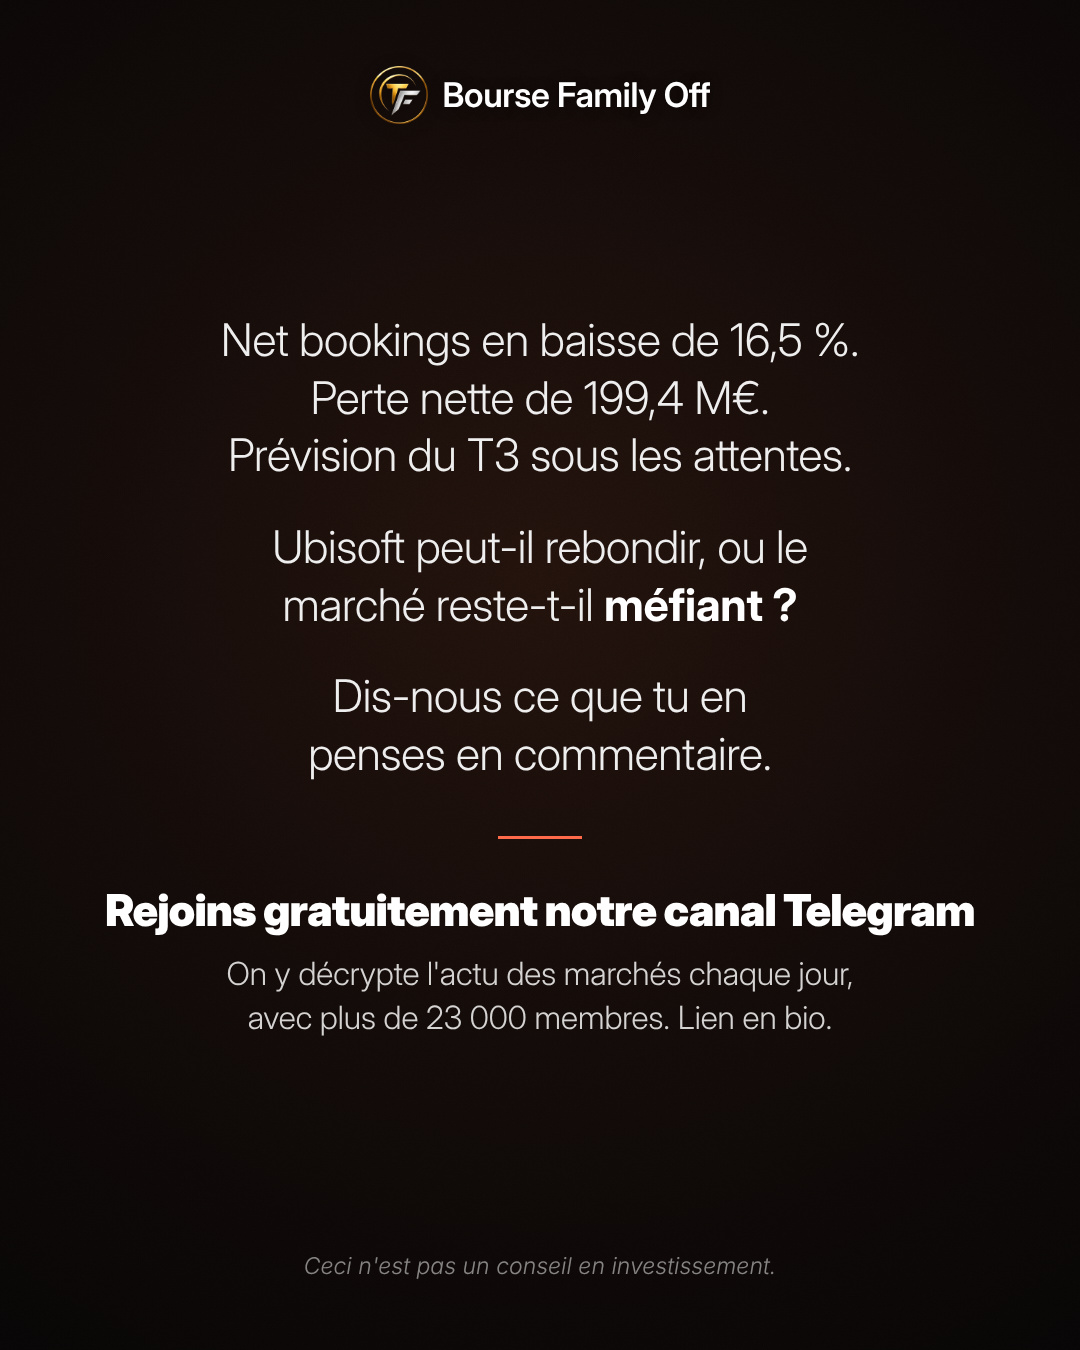 TF Bourse Family Off
Net bookings en baisse de 16,5 %.
Perte nette de 199,4 M€.
Prévision du T3 sous les attentes.
Ubisoft peut-il rebondir, ou le
marché reste-t-il méfiant ?
Dis-nous ce que tu en
penses en commentaire.
Rejoins gratuitement notre canal Telegram
On y décrypte l'actu des marchés chaque jour,
avec plus de 23 000 membres. Lien en bio.
Ceci n'est pas un conseil en investissement.